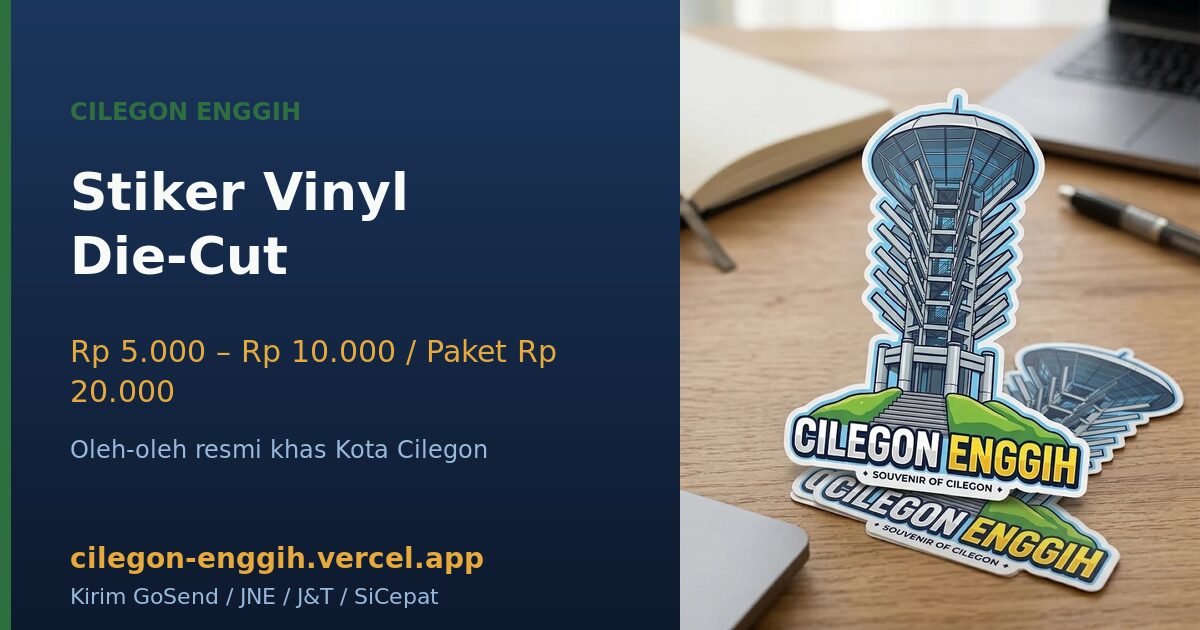 CILEGON ENGGIH
Stiker Vinyl
Die-Cut
Rp 5.000 – Rp 10.000 / Paket Rp
20.000
Oleh-oleh resmi khas Kota Cilegon
cilegon-enggih.vercel.app
Kirim GoSend / JNE / J&T / SiCepat
CILEGON ENGGIH
SOUVENIR OF CILEGON
CILEGON ENGGIH
SOUVENIR OF CILEGON